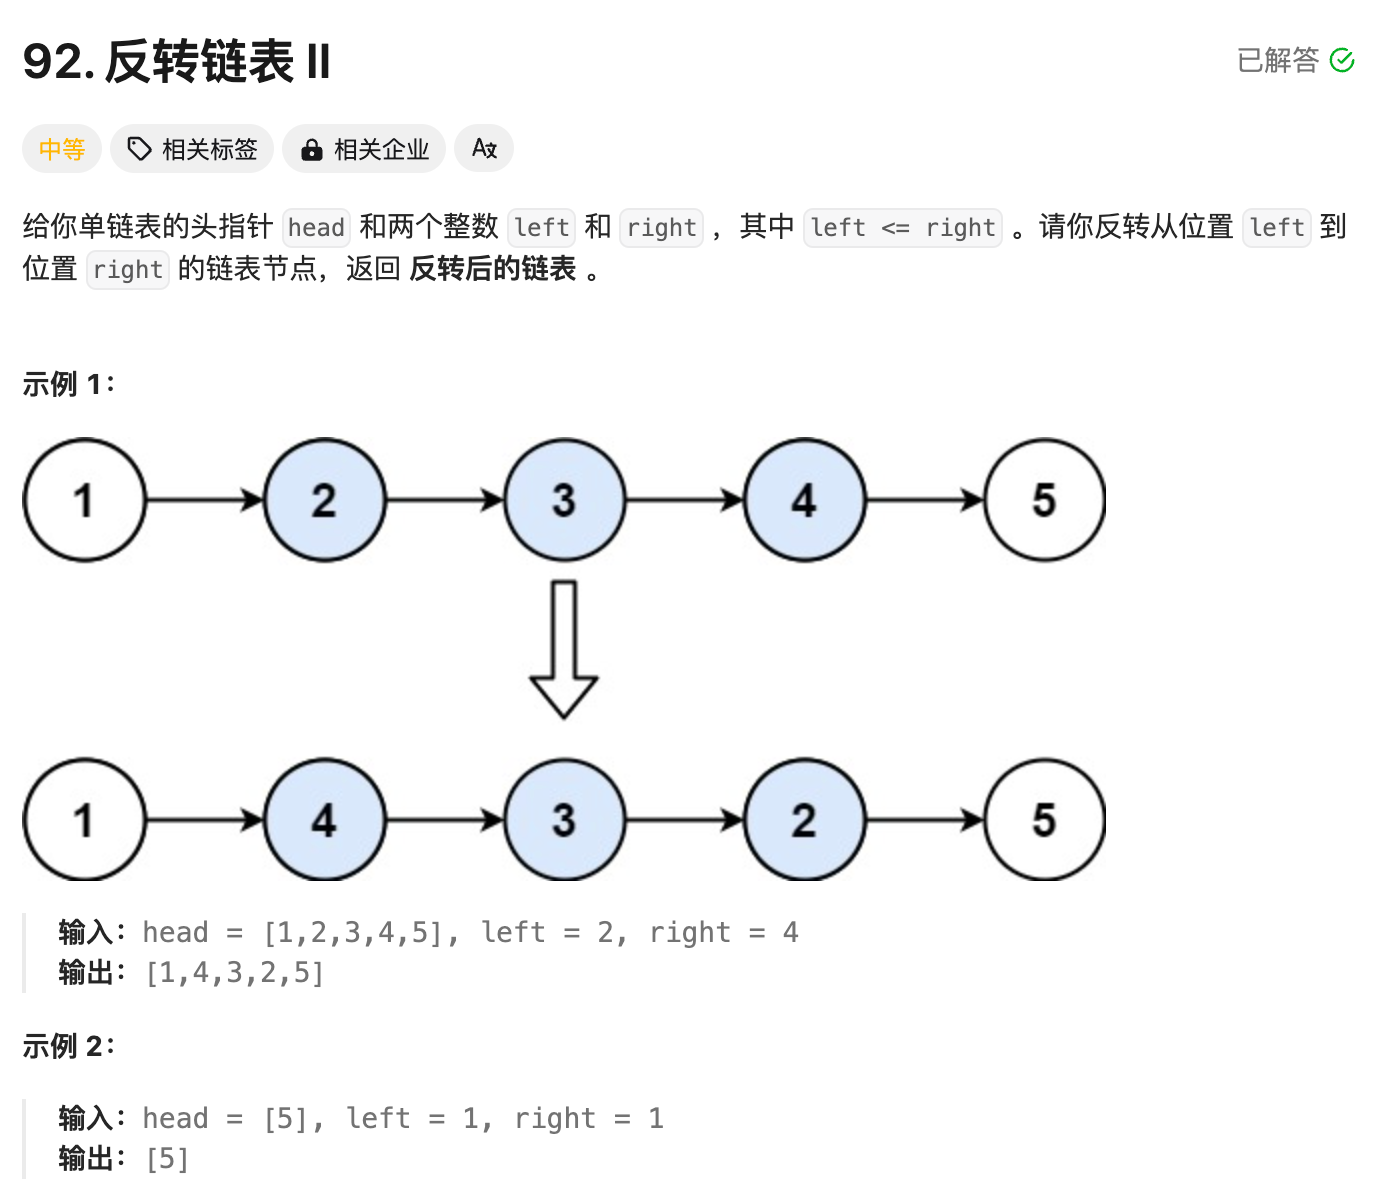 92. 反转链表 II
已解答
中等 相关标签 相关企业 A文
给你单链表的头指针 head 和两个整数 left 和 right ，其中 left <= right 。请你反转从位置 left 到
位置 right 的链表节点，返回 反转后的链表 。
示例 1：
1 2 3 4 5
1 4 3 2 5
输入：head = [1,2,3,4,5], left = 2, right = 4
输出：[1,4,3,2,5]
示例 2：
输入：head = [5], left = 1, right = 1
输出：[5]